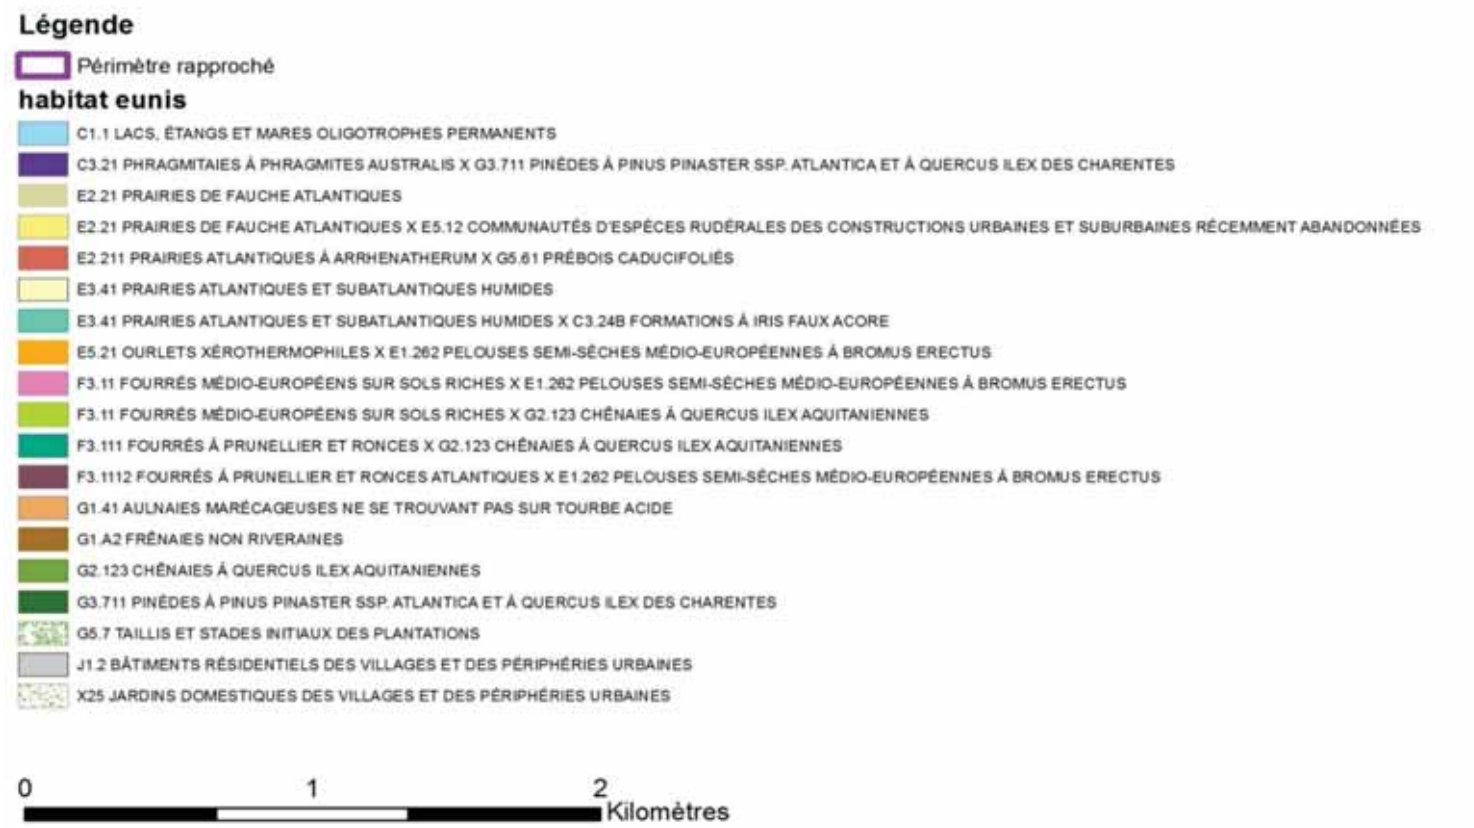 Légende
Périmètre rapproché
habitat eunis
C1.1 LACS, ÉTANGS ET MARES OLIGOTROPHES PERMANENTS
C3.21 PHRAGMITAIES À PHRAGMITES AUSTRALIS X G3.711 PINÈDES À PINUS PINASTER SSP. ATLANTICA ET À QUERCUS ILEX DES CHARENTES
E2.21 PRAIRIES DE FAUCHE ATLANTIQUES
E2.21 PRAIRIES DE FAUCHE ATLANTIQUES X E5.12 COMMUNAUTÉS D'ESPÈCES RUDÉRALES DES CONSTRUCTIONS URBAINES ET SUBURBAINES RÉCEMMENT ABANDONNÉES
E2.211 PRAIRIES ATLANTIQUES À ARRHENATHERUM X G5.61 PRÉBOIS CADUCIFOLIÉS
E3.41 PRAIRIES ATLANTIQUES ET SUBATLANTIQUES HUMIDES
E3.41 PRAIRIES ATLANTIQUES ET SUBATLANTIQUES HUMIDES X C3.24B FORMATIONS À IRIS FAUX ACORE
E5.21 OURLETS XÉROTHERMOPHILES X E1.262 PELOUSES SEMI-SÈCHES MÉDIO-EUROPÉENNES À BROMUS ERECTUS
F3.11 FOURRÉS MÉDIO-EUROPÉENS SUR SOLS RICHES X E1.262 PELOUSES SEMI-SÈCHES MÉDIO-EUROPÉENNES À BROMUS ERECTUS
F3.11 FOURRÉS MÉDIO-EUROPÉENS SUR SOLS RICHES X G2.123 CHÊNAIES À QUERCUS ILEX AQUITANIENNES
F3.111 FOURRÉS À PRUNELLIER ET RONCES X G2.123 CHÊNAIES À QUERCUS ILEX AQUITANIENNES
F3.1112 FOURRÉS À PRUNELLIER ET RONCES ATLANTIQUES X E1.262 PELOUSES SEMI-SÈCHES MÉDIO-EUROPÉENNES À BROMUS ERECTUS
G1.41 AULNAIES MARÉCAGEUSES NE SE TROUVANT PAS SUR TOURBE ACIDE
G1.A2 FRÊNAIES NON RIVERAINES
G2.123 CHÊNAIES À QUERCUS ILEX AQUITANIENNES
G3.711 PINÈDES À PINUS PINASTER SSP. ATLANTICA ET À QUERCUS ILEX DES CHARENTES
G5.7 TAILLIS ET STADES INITIAUX DES PLANTATIONS
J1.2 BÂTIMENTS RÉSIDENTIELS DES VILLAGES ET DES PÉRIPHÉRIES URBAINES
X25 JARDINS DOMESTIQUES DES VILLAGES ET DES PÉRIPHÉRIES URBAINES
0 1 2
Kilomètres